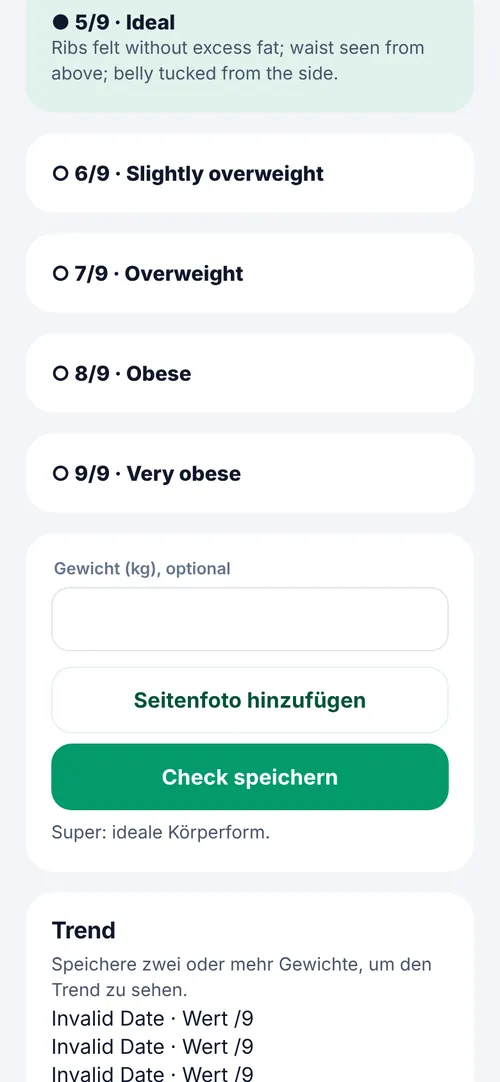 5/9 · Ideal
Ribs felt without excess fat; waist seen from
above; belly tucked from the side.
6/9 · Slightly overweight
7/9 · Overweight
8/9 · Obese
9/9 · Very obese
Gewicht (kg), optional
Seitenfoto hinzufügen
Check speichern
Super: ideale Körperform.
Trend
Speichere zwei oder mehr Gewichte, um den
Trend zu sehen.
Invalid Date · Wert /9
Invalid Date · Wert /9
Invalid Date · Wert /9